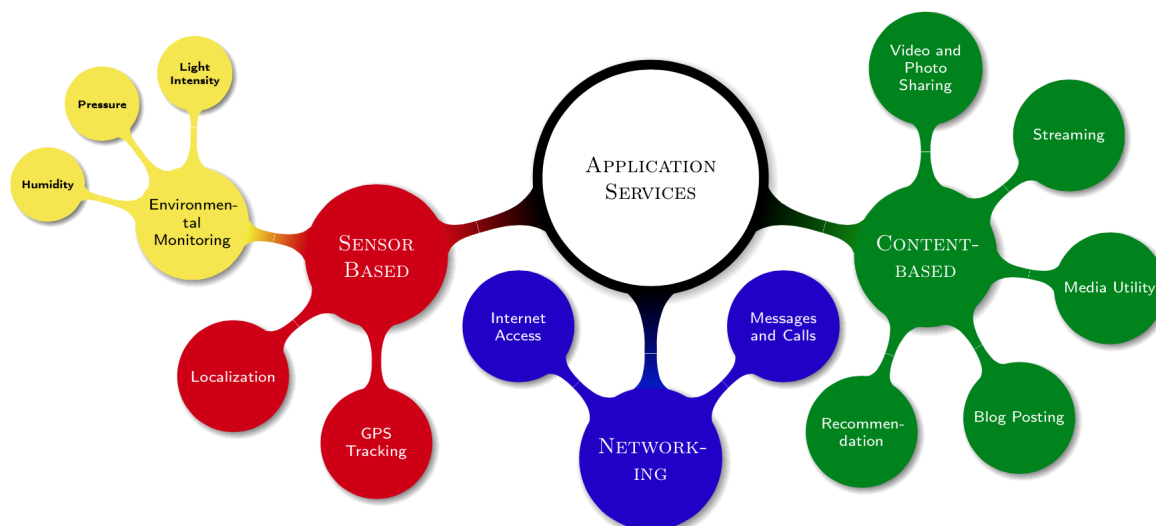 Light
Intensity
Pressure
Humidity
Environmen-
tal
Monitoring
SENSOR
BASED
Localization
GPS
Tracking
APPLICATION
SERVICES
Internet
Access
Messages
and Calls
NETWORK-
ING
Video and
Photo
Sharing
Streaming
CONTENT-
BASED
Media Utility
Blog Posting
Recommen-
dation